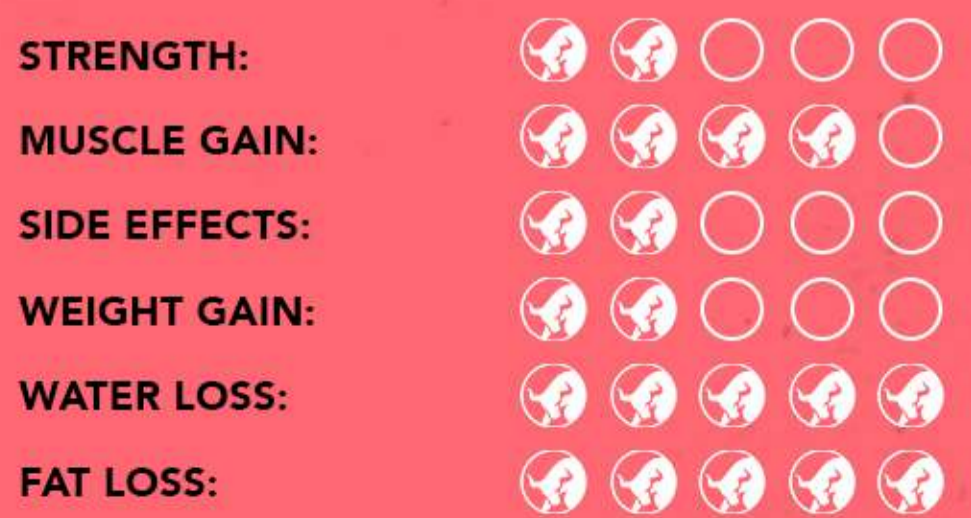 STRENGTH:
MUSCLE GAIN:
SIDE EFFECTS:
WEIGHT GAIN:
WATER LOSS:
FAT LOSS: